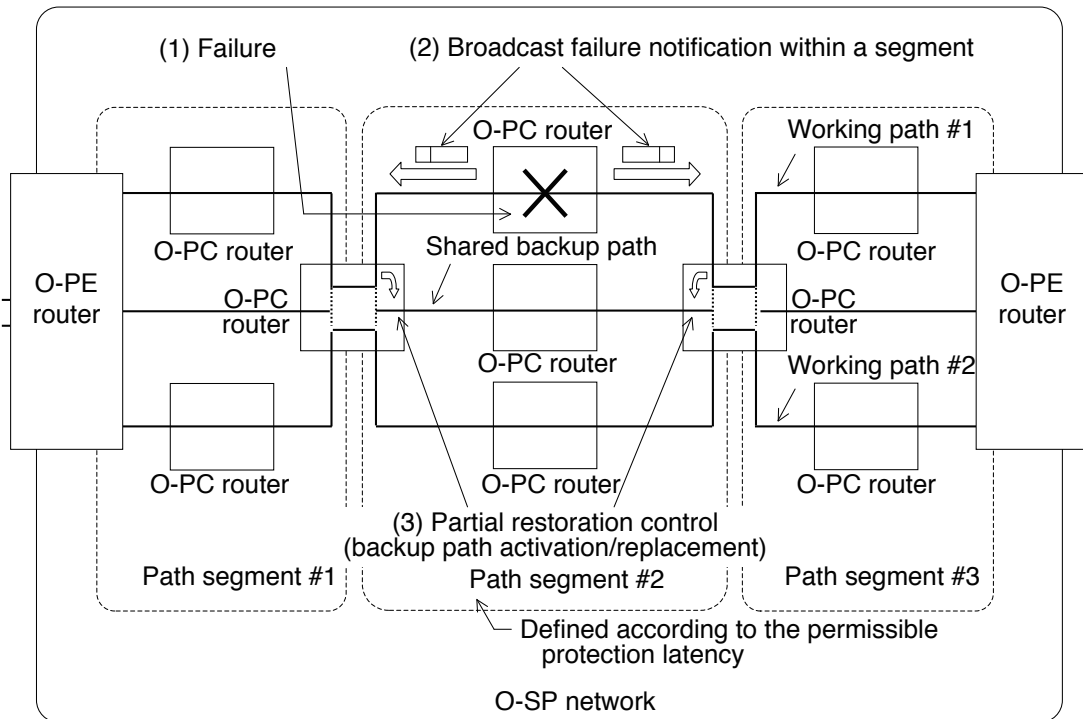 (1) Failure
(2) Broadcast failure notification within a segment
O-PC router
Working path #1
O-PC router
Shared backup path
O-PC router
O-PE
router
O-PC
router
O-PC
router
O-PE
router
O-PC router
Working path #2
O-PC router
O-PC router
O-PC router
(3) Partial restoration control
(backup path activation/replacement)
Path segment #1
Path segment #2
Path segment #3
Defined according to the permissible
protection latency
O-SP network